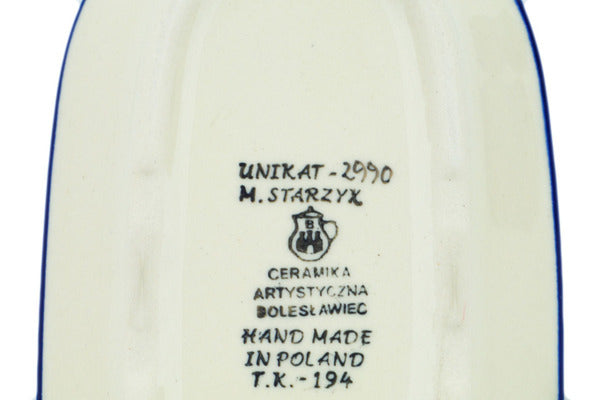 UNIKAT - 2990
M. STARZYK
B
CERAMIKA
ARTYSTYCZNA
BOLESŁAWIEC
HAND MADE
IN POLAND
T.K. - 194